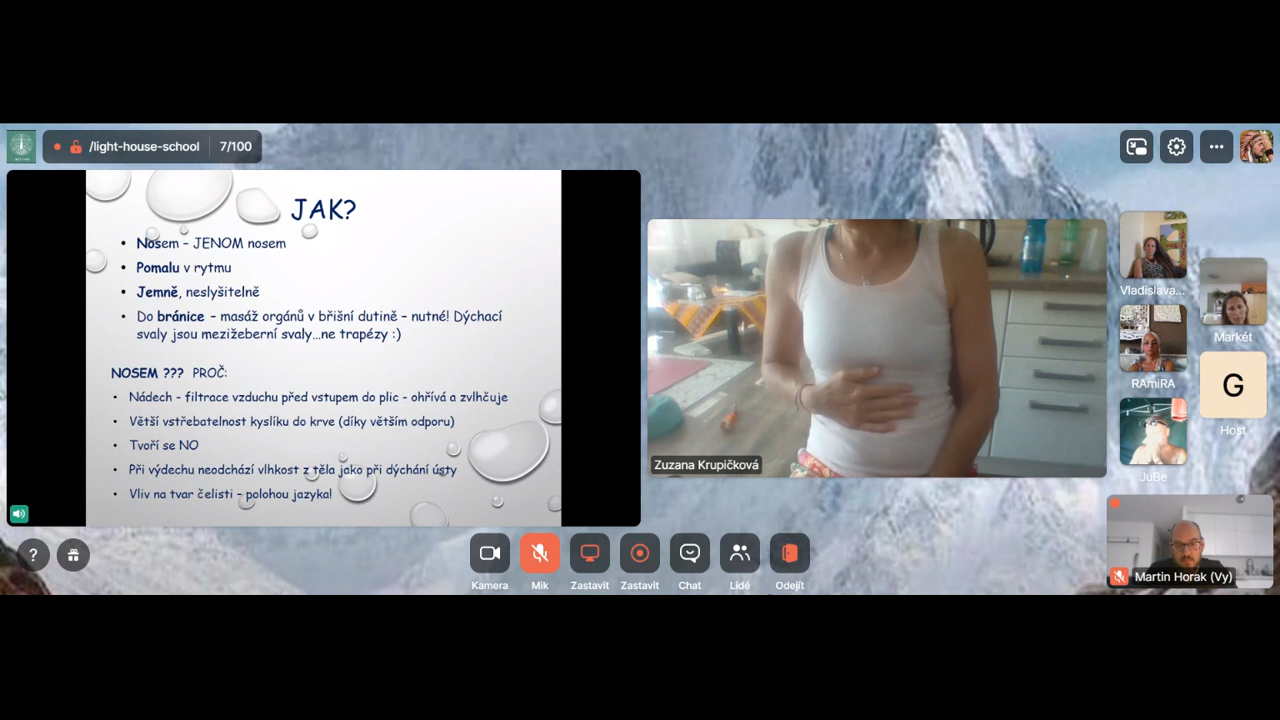 /light-house-school 7/100
JAK?
• Nosem – JENOM nosem
• Pomalu v rytmu
• Jemně, neslyšitelně
• Do bránice – masáž orgánů v břišní dutině – nutné! Dýchací
svaly jsou mezižeberní svaly…ne trapézy :)
NOSEM ??? PROČ:
• Nádech – filtrace vzduchu před vstupem do plic - ohřívá a zvlhčuje
• Větší vstřebatelnost kyslíku do krve (díky větším odporu)
• Tvoří se NO
• Při výdechu neodchází vlhkost z těla jako při dýchání ústy
• Vliv na tvar čelisti – polohou jazyka!
Zuzana Krupičková
Vladislava...
Markét
RAmiRA
G
Host
JuBe
Martin Horak (Vy)
?
Kamera Mik Zastavit Zastavit Chat Lidé Odejít